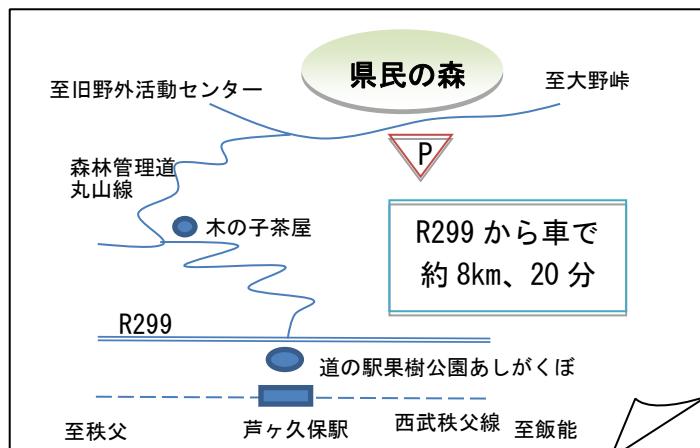 県民の森
至旧野外活動センター
至大野峠
P
森林管理道
丸山線
木の子茶屋
R299 から車で
約 8km、20 分
R299
道の駅果樹公園あしがくぼ
至秩父
芦ヶ久保駅
西武秩父線
至飯能